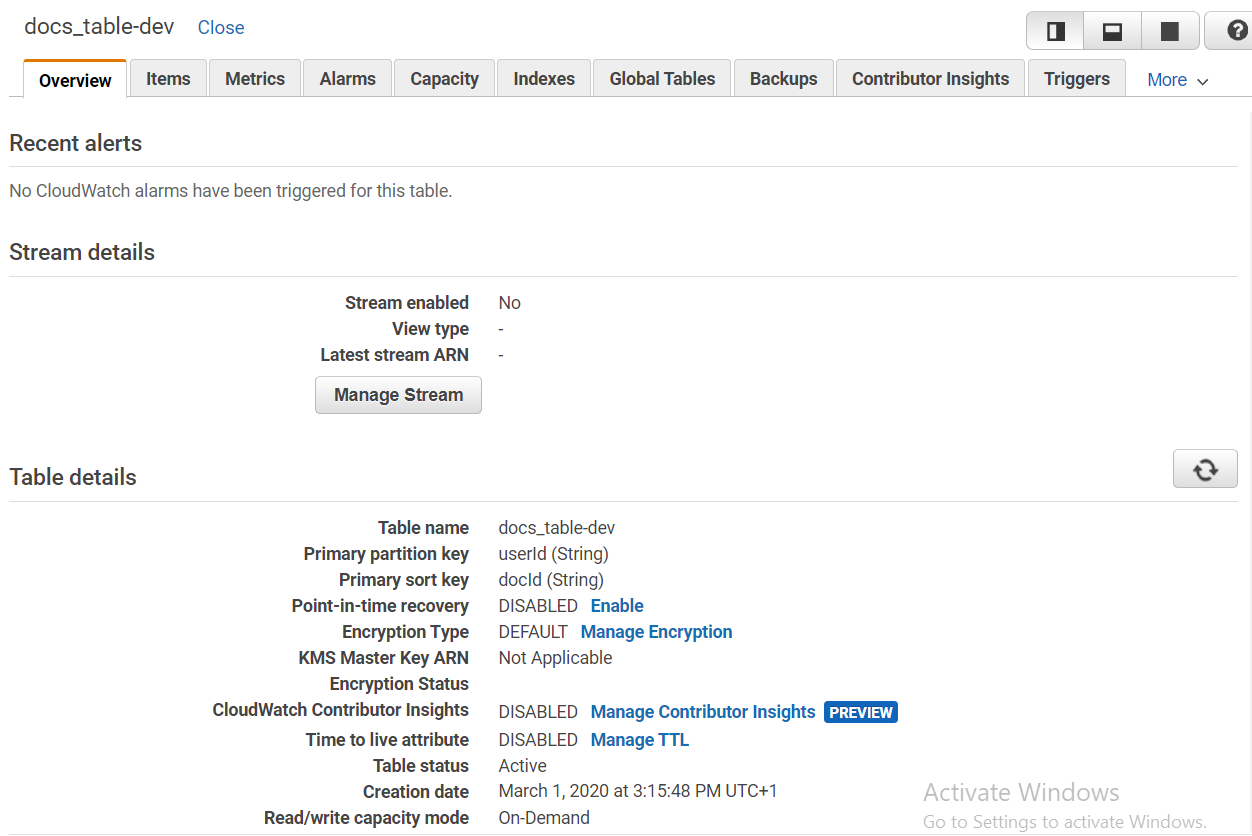 docs_table-dev Close
Overview Items Metrics Alarms Capacity Indexes Global Tables Backups Contributor Insights Triggers More
Recent alerts
No CloudWatch alarms have been triggered for this table.
Stream details
Stream enabled No
View type -
Latest stream ARN -
Manage Stream
Table details
Table name docs_table-dev
Primary partition key userId (String)
Primary sort key docId (String)
Point-in-time recovery DISABLED Enable
Encryption Type DEFAULT Manage Encryption
KMS Master Key ARN Not Applicable
Encryption Status
CloudWatch Contributor Insights DISABLED Manage Contributor Insights PREVIEW
Time to live attribute DISABLED Manage TTL
Table status Active
Creation date March 1, 2020 at 3:15:48 PM UTC+1
Read/write capacity mode On-Demand
Activate Windows
Go to Settings to activate Windows.